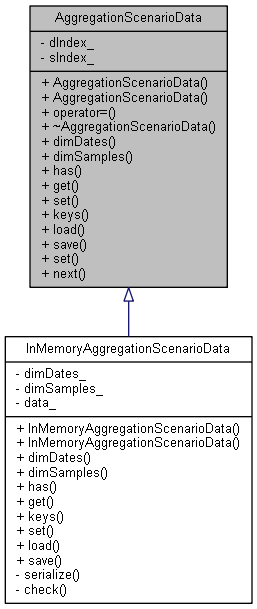 AggregationScenarioData
- dIndex_
- sIndex_
+ AggregationScenarioData()
+ AggregationScenarioData()
+ operator=()
+ ~AggregationScenarioData()
+ dimDates()
+ dimSamples()
+ has()
+ get()
+ set()
+ keys()
+ load()
+ save()
+ set()
+ next()
InMemoryAggregationScenarioData
- dimDates_
- dimSamples_
- data_
+ InMemoryAggregationScenarioData()
+ InMemoryAggregationScenarioData()
+ dimDates()
+ dimSamples()
+ has()
+ get()
+ keys()
+ set()
+ load()
+ save()
- serialize()
- check()